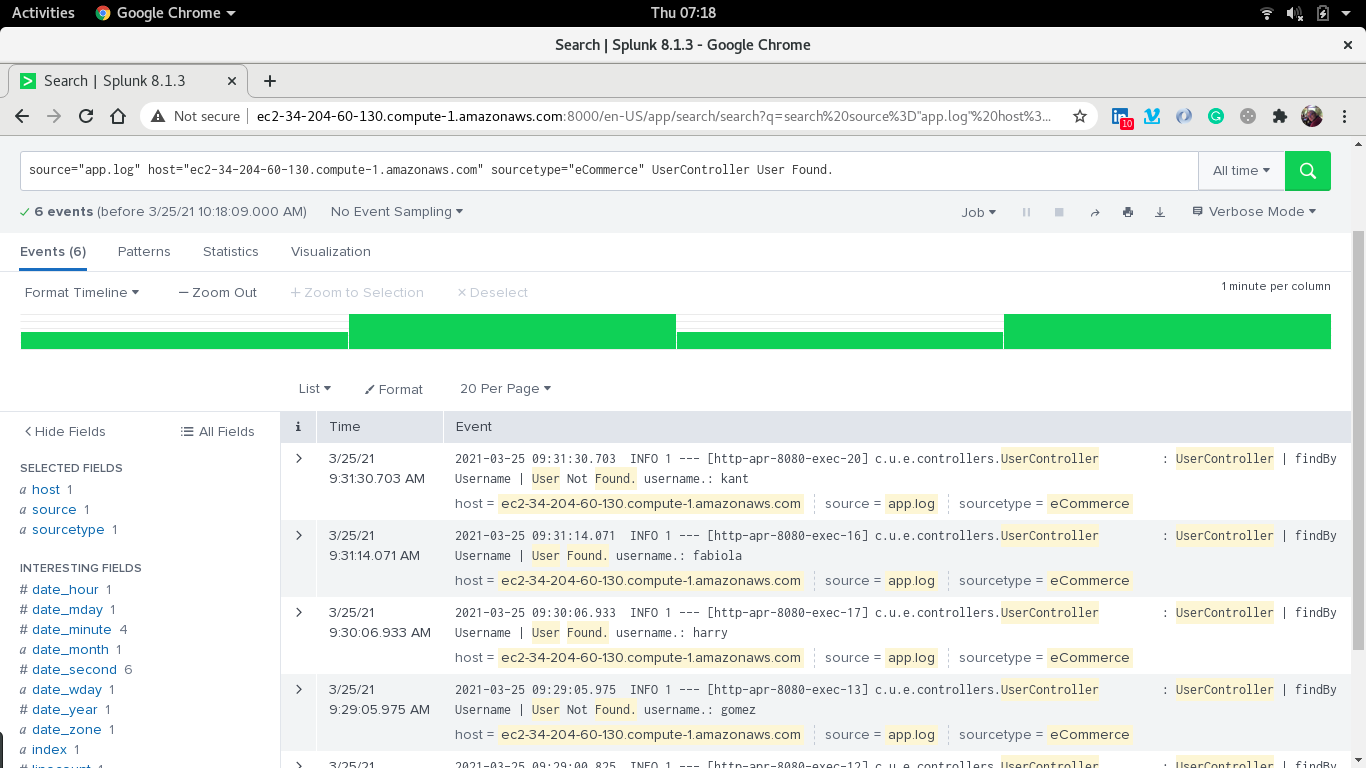 Activities Google Chrome Thu 07:18
Search | Splunk 8.1.3 - Google Chrome
Search | Splunk 8.1.3
Not secure ec2-34-204-60-130.compute-1.amazonaws.com:8000/en-US/app/search/search?q=search%20source%3D"app.log"%20host%3... 10
source="app.log" host="ec2-34-204-60-130.compute-1.amazonaws.com" sourcetype="eCommerce" UserController User Found. All time
6 events (before 3/25/21 10:18:09.000 AM) No Event Sampling Job Verbose Mode
Events (6) Patterns Statistics Visualization
Format Timeline — Zoom Out + Zoom to Selection × Deselect 1 minute per column
List Format 20 Per Page
Hide Fields All Fields
SELECTED FIELDS
a host 1
a source 1
a sourcetype 1
INTERESTING FIELDS
# date_hour 1
# date_mday 1
# date_minute 4
a date_month 1
# date_second 6
a date_wday 1
# date_year 1
a date_zone 1
a index 1
# linecount 1
i Time Event
3/25/21 2021-03-25 09:31:30.703 INFO 1 --- [http-apr-8080-exec-20] c.u.e.controllers.UserController : UserController | findBy
9:31:30.703 AM Username | User Not Found. username.: kant
host = ec2-34-204-60-130.compute-1.amazonaws.com source = app.log sourcetype = eCommerce
3/25/21 2021-03-25 09:31:14.071 INFO 1 --- [http-apr-8080-exec-16] c.u.e.controllers.UserController : UserController | findBy
9:31:14.071 AM Username | User Found. username.: fabiola
host = ec2-34-204-60-130.compute-1.amazonaws.com source = app.log sourcetype = eCommerce
3/25/21 2021-03-25 09:30:06.933 INFO 1 --- [http-apr-8080-exec-17] c.u.e.controllers.UserController : UserController | findBy
9:30:06.933 AM Username | User Found. username.: harry
host = ec2-34-204-60-130.compute-1.amazonaws.com source = app.log sourcetype = eCommerce
3/25/21 2021-03-25 09:29:05.975 INFO 1 --- [http-apr-8080-exec-13] c.u.e.controllers.UserController : UserController | findBy
9:29:05.975 AM Username | User Not Found. username.: gomez
host = ec2-34-204-60-130.compute-1.amazonaws.com source = app.log sourcetype = eCommerce
3/25/21 2021-03-25 09:29:00.825 INFO 1 --- [http-apr-8080-exec-12] c.u.e.controllers.UserController : UserController | findBy